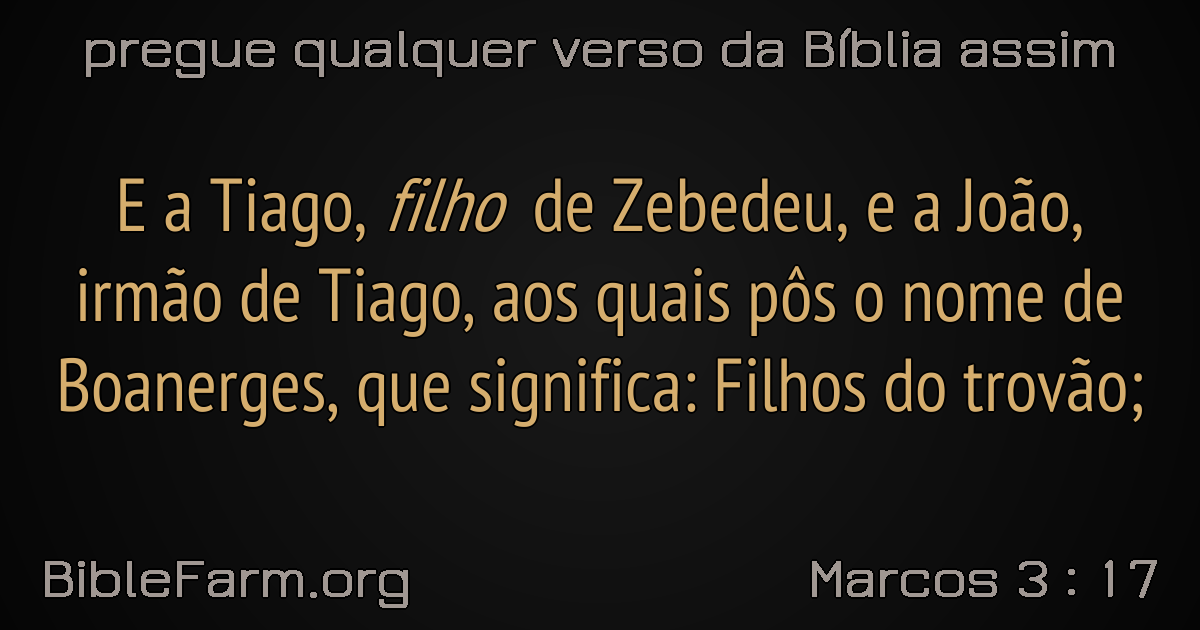 pregue qualquer verso da Bíblia assim
E a Tiago, filho de Zebedeu, e a João,
irmão de Tiago, aos quais pôs o nome de
Boanerges, que significa: Filhos do trovão;
BibleFarm.org
Marcos 3 : 17